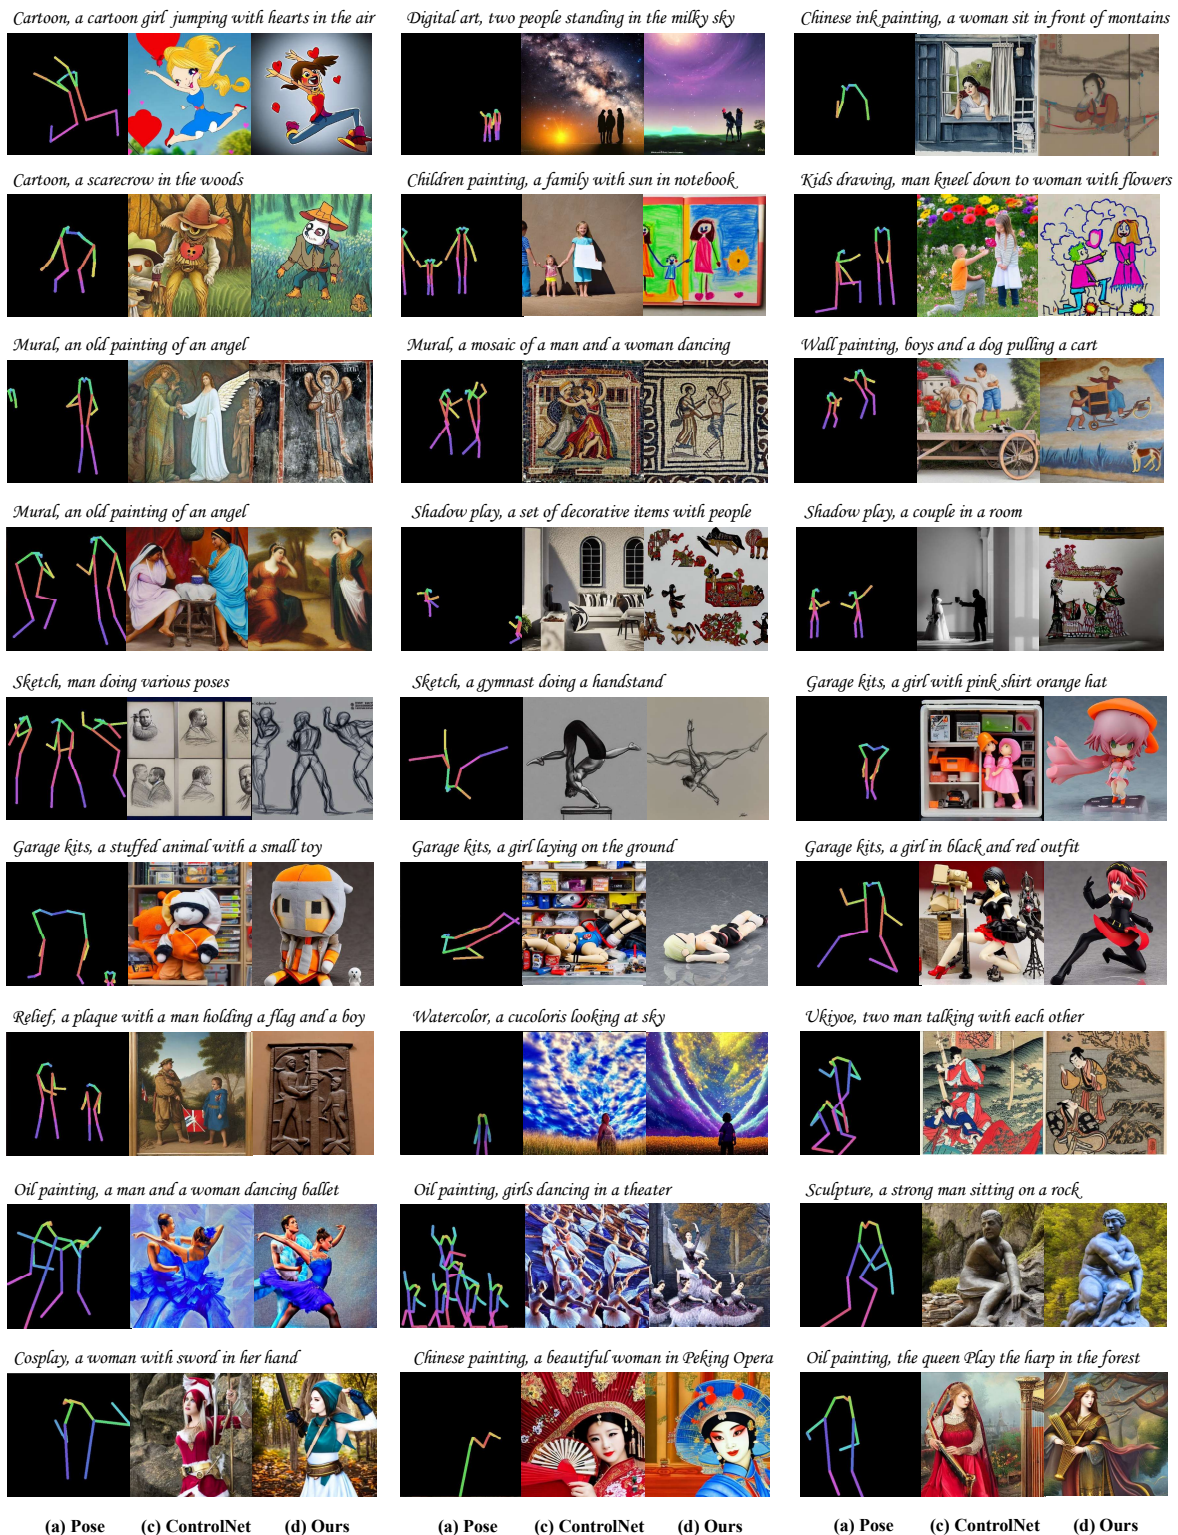 Cartoon, a cartoon girl jumping with hearts in the air
Digital art, two people standing in the milky sky
Chinese ink painting, a woman sit in front of montains
Cartoon, a scarecrow in the woods
Children painting, a family with sun in notebook
Kids drawing, man kneel down to woman with flowers
Mural, an old painting of an angel
Mural, a mosaic of a man and a woman dancing
Wall painting, boys and a dog pulling a cart
Mural, an old painting of an angel
Shadow play, a set of decorative items with people
Shadow play, a couple in a room
Sketch, man doing various poses
Sketch, a gymnast doing a handstand
Garage kits, a girl with pink shirt orange hat
Garage kits, a stuffed animal with a small toy
Garage kits, a girl laying on the ground
Garage kits, a girl in black and red outfit
Relief, a plaque with a man holding a flag and a boy
Watercolor, a cucoloris looking at sky
Ukiyoe, two man talking with each other
Oil painting, a man and a woman dancing ballet
Oil painting, girls dancing in a theater
Sculpture, a strong man sitting on a rock
Cosplay, a woman with sword in her hand
Chinese painting, a beautiful woman in Peking Opera
Oil painting, the queen Play the harp in the forest
(a) Pose (c) ControlNet (d) Ours (a) Pose (c) ControlNet (d) Ours (a) Pose (c) ControlNet (d) Ours